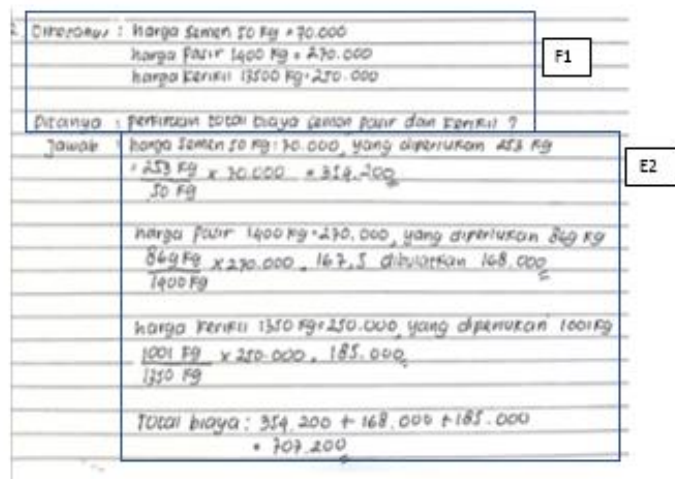 2. Diketahui : harga semen 50 kg = 70.000
harga pasir 1400 kg = 270.000
harga kerikil 13500 kg = 250.000
F1
Ditanya : perkiraan total biaya semen pasir dan kerikil ?
Jawab : harga semen 50 kg : 70.000, yang diperlukan 253 kg
E2
= 253 kg
50 kg
x 70.000 = 354.200
harga pasir 1400 kg = 270.000, yang diperlukan 869 kg
869 kg
1400 kg
x 270.000 = 167,5 dibulatkan 168.000
harga kerikil 1350 kg = 250.000, yang diperlukan 1001 kg
1001 kg
1350 kg
x 250.000 = 185.000
Total biaya : 354.200 + 168.000 + 185.000
= 707.200